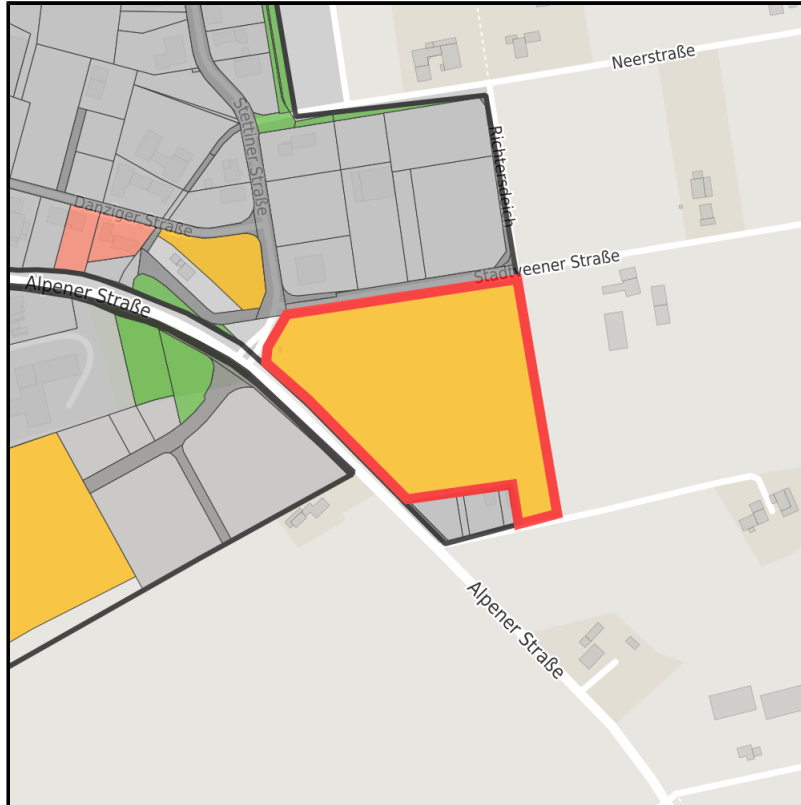 Neerstraße
Stettiner Straße
Richtersdeich
Danziger Straße
Stadtveener Straße
Alpener Straße
Alpener Straße